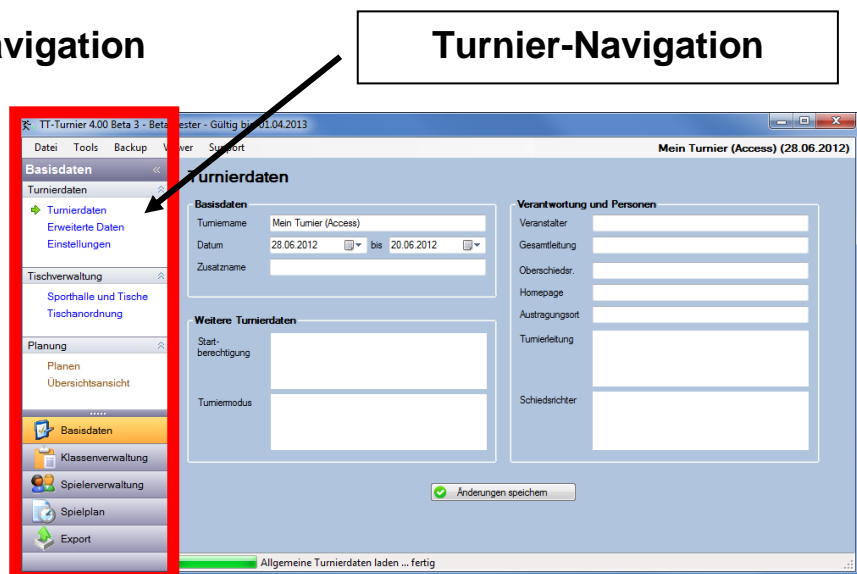 avigation
Turnier-Navigation
TT-Turnier 4.00 Beta 3 - Beta ester - Gültig bis 01.04.2013
Datei Tools Backup Support
Mein Turnier (Access) (28.06.2012)
Basisdaten
Turnierdaten
Turnierdaten
Erweiterte Daten
Einstellungen
Tischverwaltung
Sporthalle und Tische
Tischanordnung
Planung
Planen
Übersichtsansicht
Basisdaten
Klassenverwaltung
Spielerverwaltung
Spielplan
Export
Turnierdaten
Basisdaten
Turniername Mein Turnier (Access)
Datum 28.06.2012 bis 20.06.2012
Zusatzname
Weitere Turnierdaten
Start-
berechtigung
Turniermodus
Verantwortung und Personen
Veranstalter
Gesamtleitung
Oberschiedsr.
Homepage
Austragungsort
Turnierleitung
Schiedsrichter
Änderungen speichern
Allgemeine Turnierdaten laden ... fertig